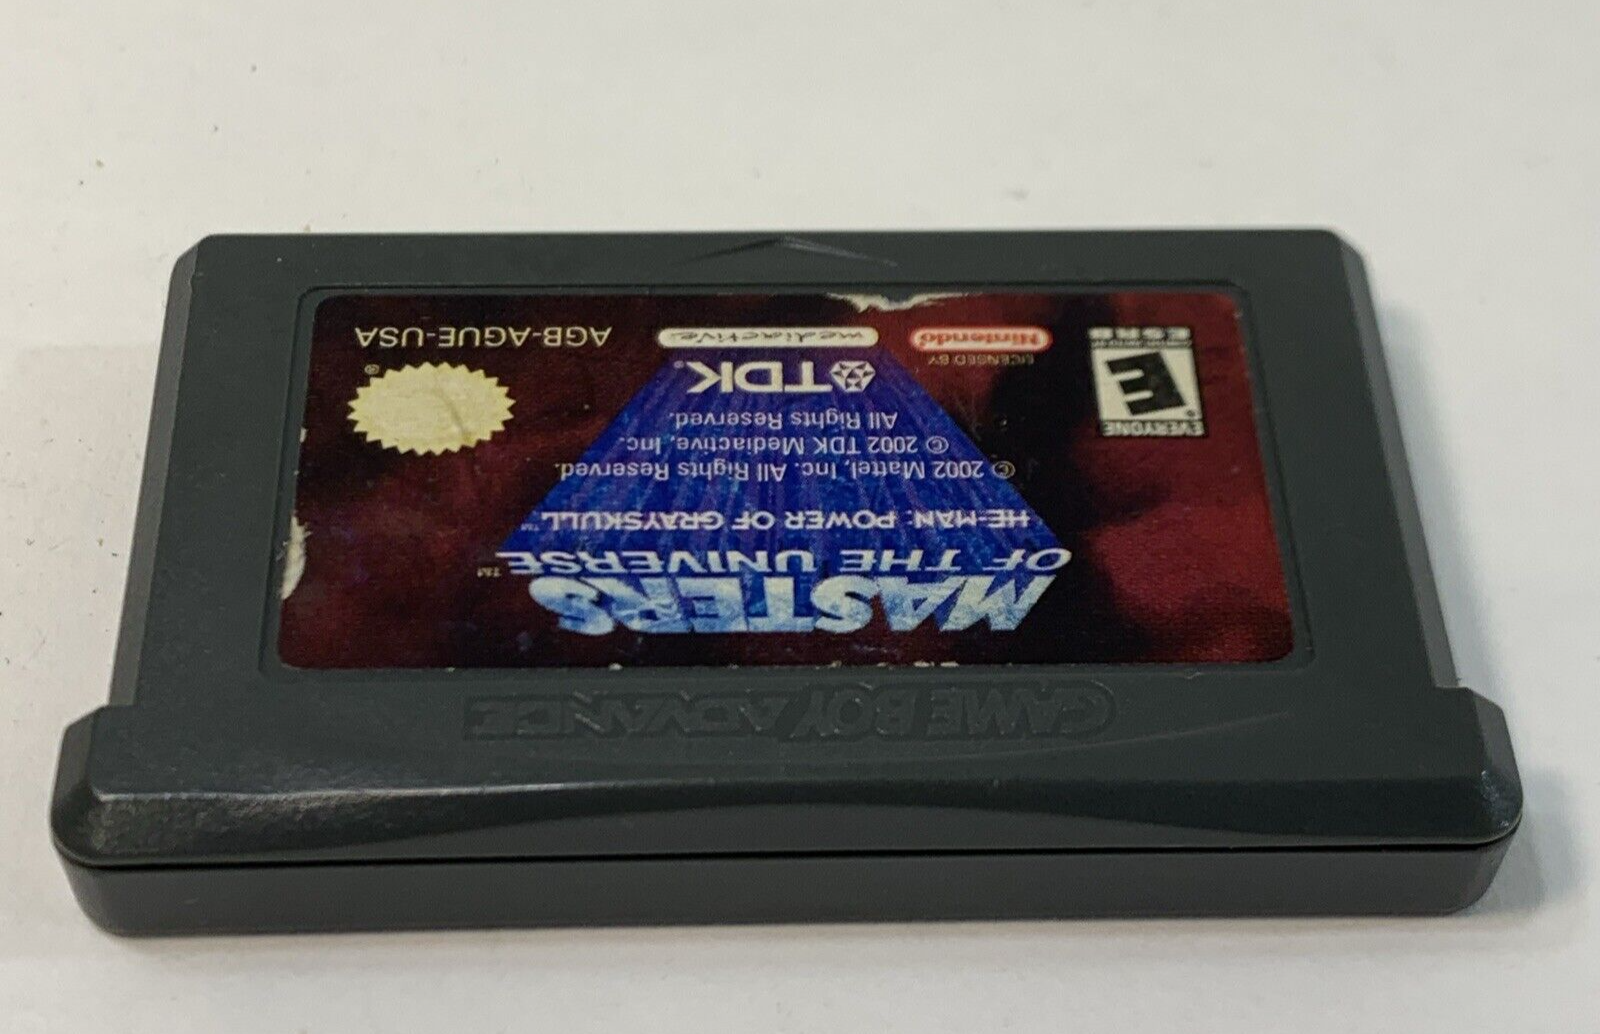 GAME BOY ADVANCE
MASTERS
OF THE UNIVERSE™
HE-MAN: POWER OF GRAYSKULL™
© 2002 Mattel, Inc. All Rights Reserved.
© 2002 TDK Mediactive, Inc.
All Rights Reserved.
EVERYONE
E
ESRB
LICENSED BY
Nintendo
TDK®
mediactive
®
AGB-AGUE-USA